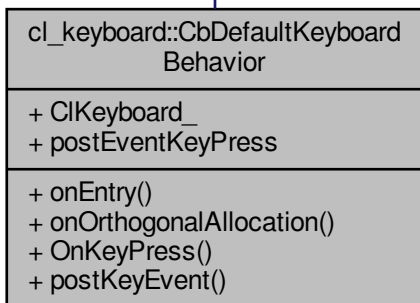 cl_keyboard::CbDefaultKeyboard
Behavior
+ ClKeyboard_
+ postEventKeyPress
+ onEntry()
+ onOrthogonalAllocation()
+ OnKeyPress()
+ postKeyEvent()